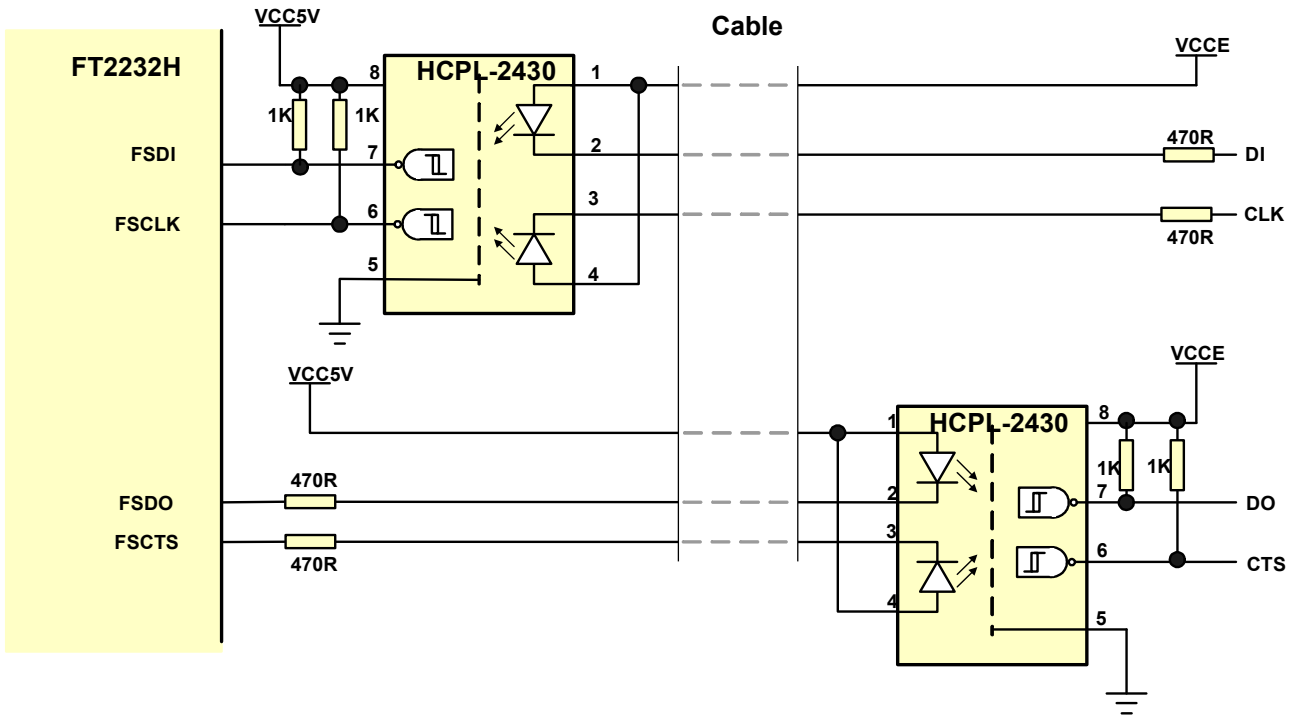 VCC5V
Cable
VCCE
FT2232H
8
HCPL-2430
1
1K
1K
470R
FSDI
7
2
DI
3
FSCLK
6
CLK
470R
5
4
VCC5V
VCCE
1
HCPL-2430
8
470R
1K
1K
FSDO
2
7
DO
FSCTS
3
6
CTS
470R
4
5